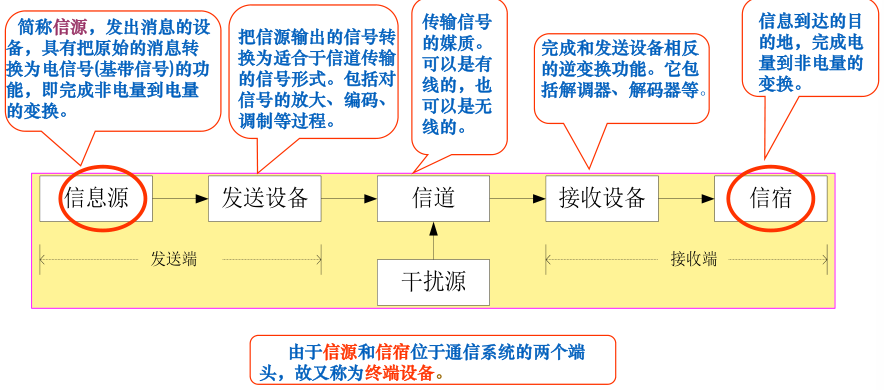 简称信源，发出消息的设
备，具有把原始的消息转
换为电信号(基带信号)的功
能，即完成非电量到电量
的变换。
把信源输出的信号转
换为适合于信道传输
的信号形式。包括对
信号的放大、编码、
调制等过程。
传输信号
的媒质。
可以是有
线的，也
可以是无
线的。
完成和发送设备相反
的逆变换功能。它包
括解调器、解码器等。
信息到达的目
的地，完成电
量到非电量的
变换。
信息源
发送设备
信道
接收设备
信宿
发送端
干扰源
接收端
由于信源和信宿位于通信系统的两个端
头，故又称为终端设备。